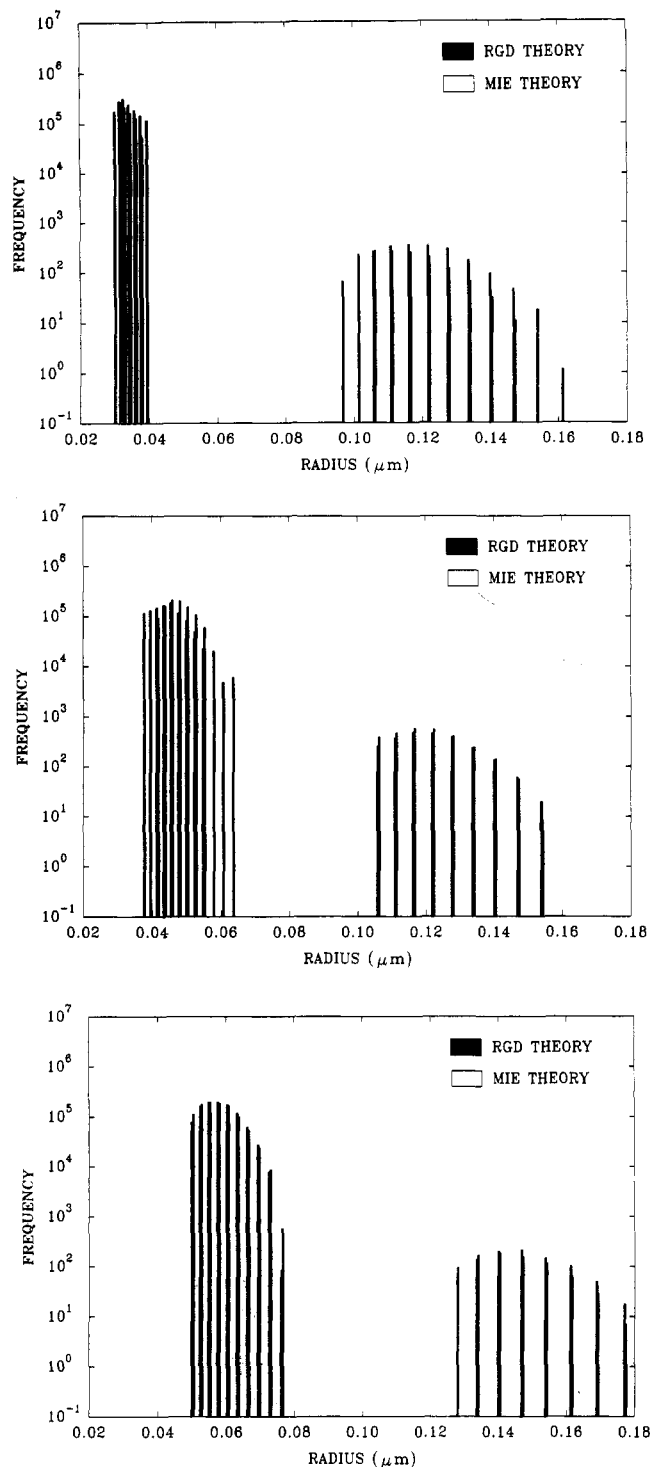 10^7
10^6
10^5
10^4
10^3
10^2
10^1
10^0
10^-1
FREQUENCY
RGD THEORY
MIE THEORY
0.02 0.04 0.06 0.08 0.10 0.12 0.14 0.16 0.18
RADIUS (μm)
10^7
10^6
10^5
10^4
10^3
10^2
10^1
10^0
10^-1
FREQUENCY
RGD THEORY
MIE THEORY
0.02 0.04 0.06 0.08 0.10 0.12 0.14 0.16 0.18
RADIUS (μm)
10^7
10^6
10^5
10^4
10^3
10^2
10^1
10^0
10^-1
FREQUENCY
RGD THEORY
MIE THEORY
0.02 0.04 0.06 0.08 0.10 0.12 0.14 0.16 0.18
RADIUS (μm)